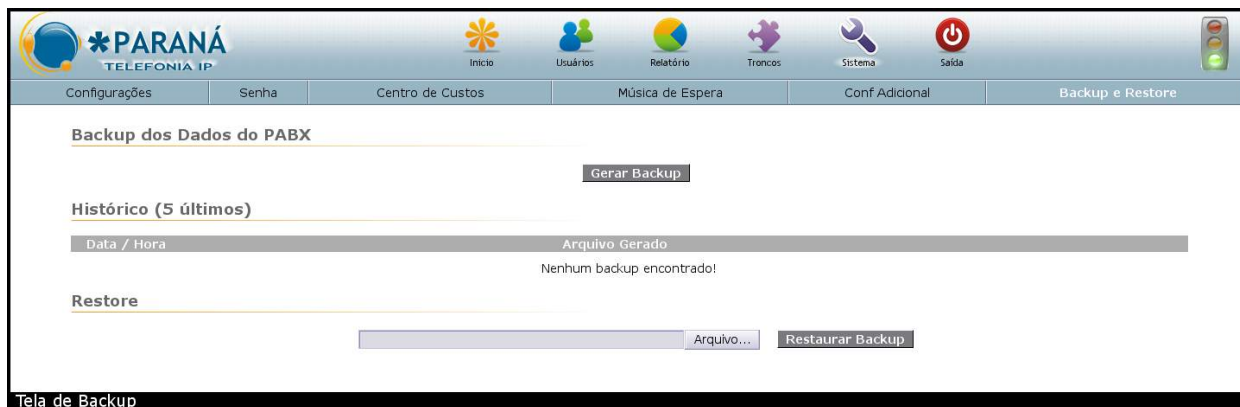 *PARANÁ
TELEFONIA IP
Inicio Usuários Relatório Troncos Sistema Saída
Configurações Senha Centro de Custos Música de Espera Conf Adicional Backup e Restore
Backup dos Dados do PABX
Gerar Backup
Histórico (5 últimos)
Data / Hora Arquivo Gerado
Nenhum backup encontrado!
Restore
Arquivo... Restaurar Backup
Tela de Backup